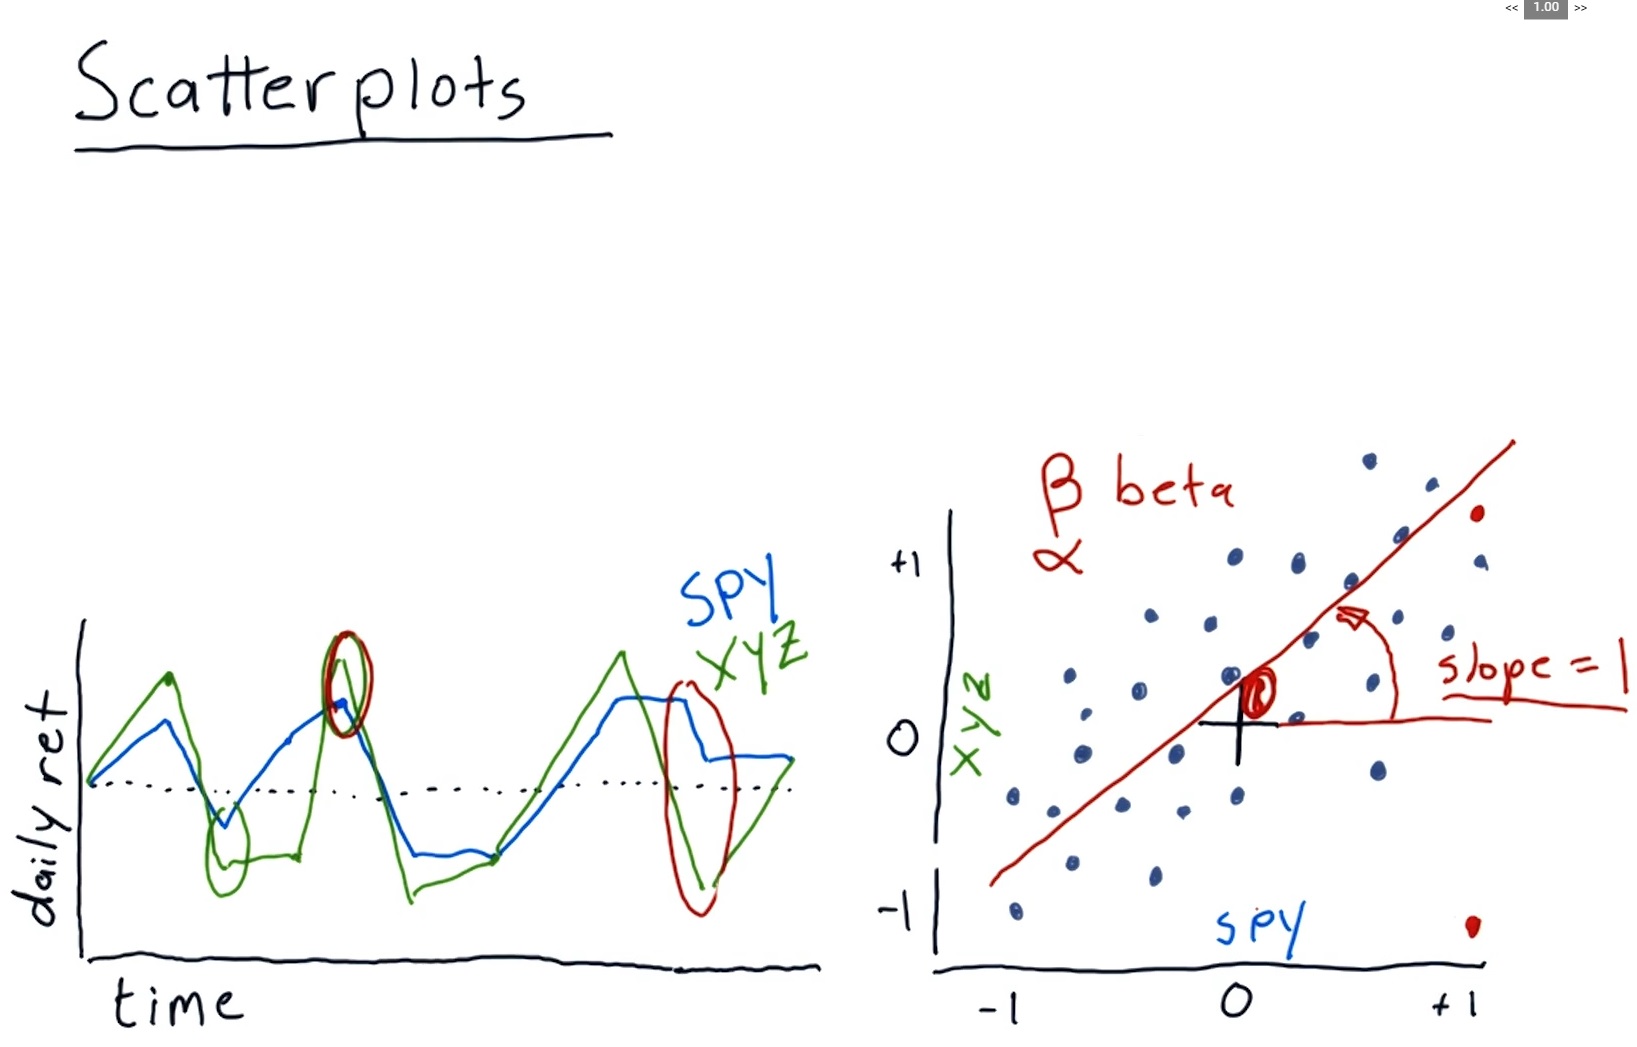 << 1.00 >>
Scatterplots
SPY
XYZ
daily ret
time
β beta
α
+1
0
-1
XYZ
slope = 1
SPY
-1 0 +1